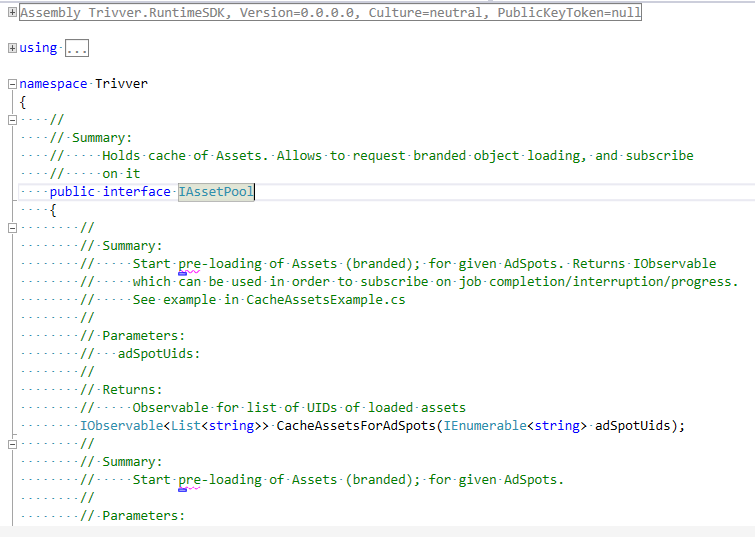 Assembly Trivver.RuntimeSDK, Version=0.0.0.0, Culture=neutral, PublicKeyToken=null
using ...
namespace Trivver
{
//
// Summary:
//     Holds cache of Assets. Allows to request branded object loading, and subscribe
//     on it
public interface IAssetPool
{
//
// Summary:
//     Start pre-loading of Assets (branded); for given AdSpots. Returns IObservable
//     which can be used in order to subscribe on job completion/interruption/progress.
//     See example in CacheAssetsExample.cs
//
// Parameters:
//   adSpotUids:
//
// Returns:
//     Observable for list of UIDs of loaded assets
IObservable<List<string>> CacheAssetsForAdSpots(IEnumerable<string> adSpotUids);
//
// Summary:
//     Start pre-loading of Assets (branded); for given AdSpots.
//
// Parameters: